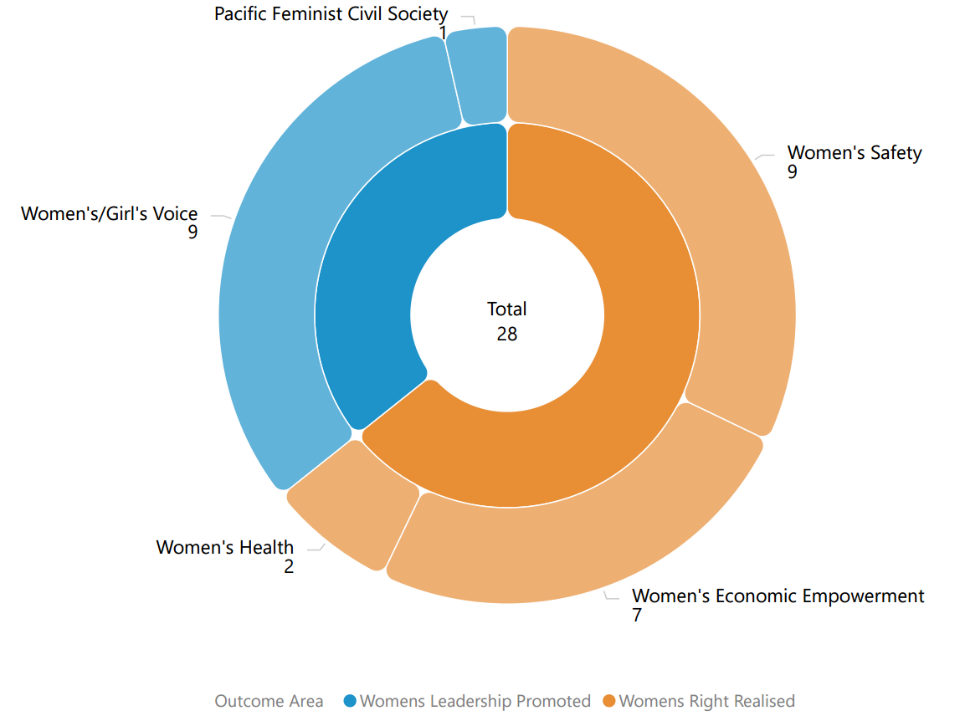 Pacific Feminist Civil Society
1
Women's Safety
9
Women's/Girl's Voice
9
Total
28
Women's Health
2
Women's Economic Empowerment
7
Outcome Area Womens Leadership Promoted Womens Right Realised